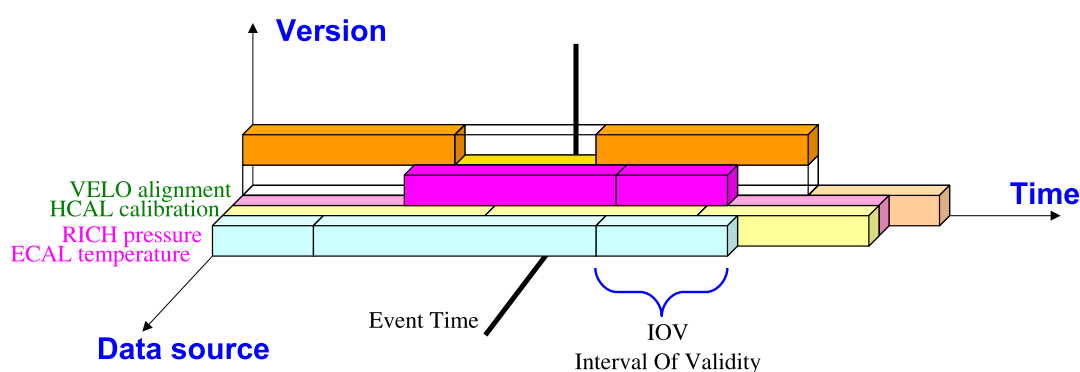 Version
VELO alignment
HCAL calibration
RICH pressure
ECAL temperature
Time
Data source
Event Time
IOV
Interval Of Validity